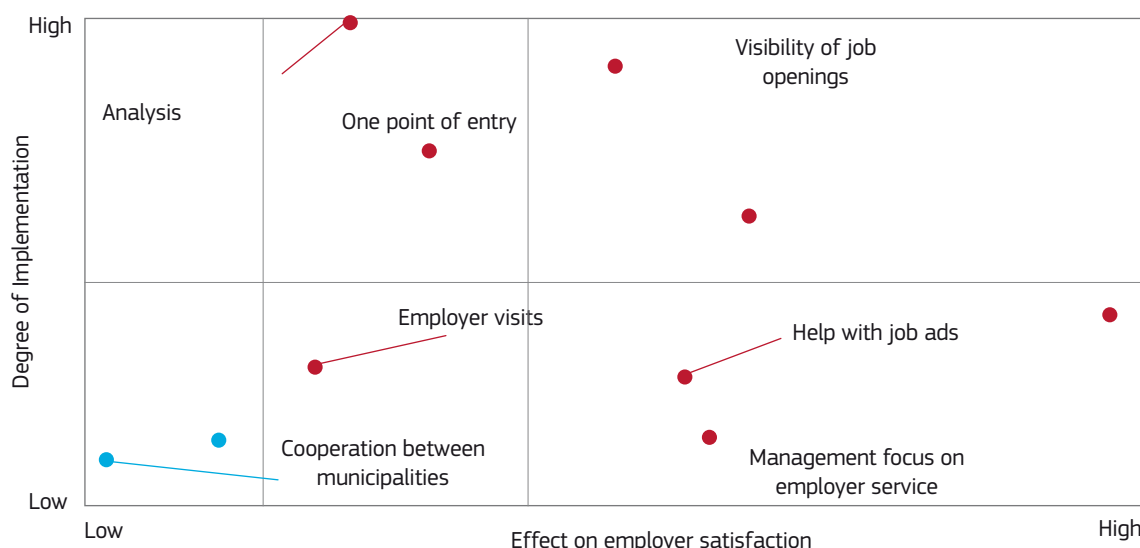 High
Visibility of job
openings
Analysis
One point of entry
Degree of Implementation
Employer visits
Help with job ads
Cooperation between
municipalities
Management focus on
employer service
Low
Low
High
Effect on employer satisfaction